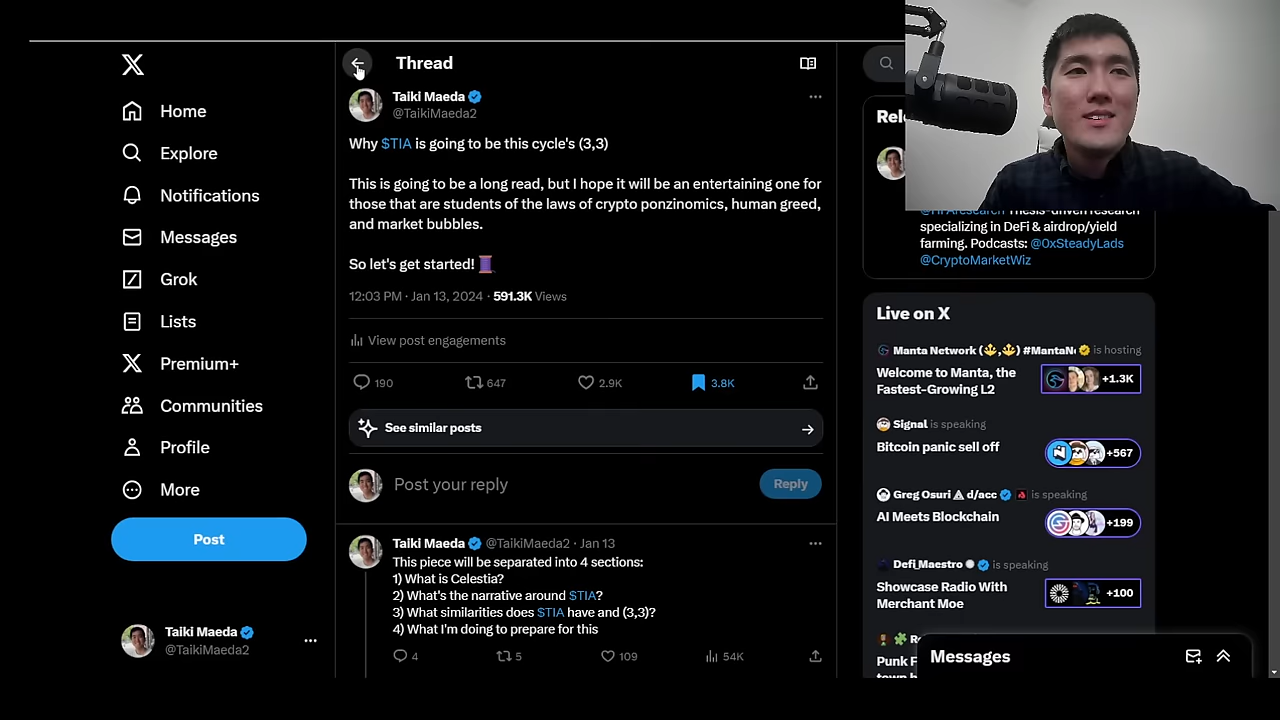 Home
Explore
Notifications
Messages
Grok
Lists
Premium+
Communities
Profile
More
Post
Taiki Maeda
@TaikiMaeda2
Thread
Taiki Maeda
@TaikiMaeda2
Why $TIA is going to be this cycle's (3,3)
This is going to be a long read, but I hope it will be an entertaining one for
those that are students of the laws of crypto ponzinomics, human greed,
and market bubbles.
So let's get started!
12:03 PM · Jan 13, 2024 · 591.3K Views
View post engagements
190 647 2.9K 3.8K
See similar posts
Post your reply
Reply
Taiki Maeda @TaikiMaeda2 · Jan 13
This piece will be separated into 4 sections:
1) What is Celestia?
2) What's the narrative around $TIA?
3) What similarities does $TIA have and (3,3)?
4) What I'm doing to prepare for this
4 5 109 54K
Thesis-driven research
specializing in DeFi & airdrop/yield
farming. Podcasts: @0xSteadyLads
@CryptoMarketWiz
Live on X
Manta Network is hosting
Welcome to Manta, the
Fastest-Growing L2
+1.3K
Signal is speaking
Bitcoin panic sell off
+567
Greg Osuri d/acc is speaking
AI Meets Blockchain
+199
Defi_Maestro is speaking
Showcase Radio With
Merchant Moe
+100
Messages